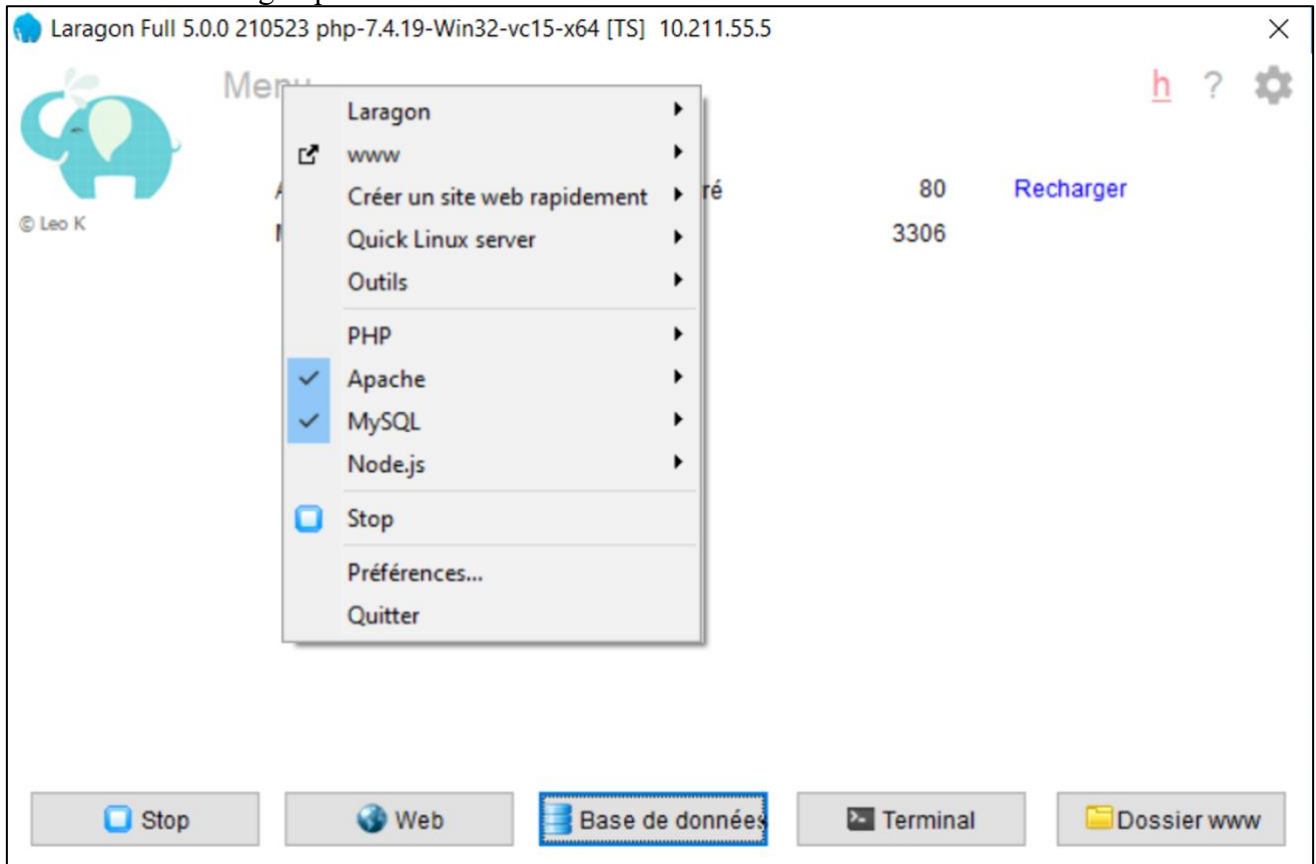 Laragon Full 5.0.0 210523 php-7.4.19-Win32-vc15-x64 [TS] 10.211.55.5
Menu
h ?
© Leo K
Laragon
www
Créer un site web rapidement
Quick Linux server
Outils
PHP
Apache
MySQL
Node.js
Stop
Préférences...
Quitter
ré 80 Recharger
3306
Stop Web Base de données Terminal Dossier www